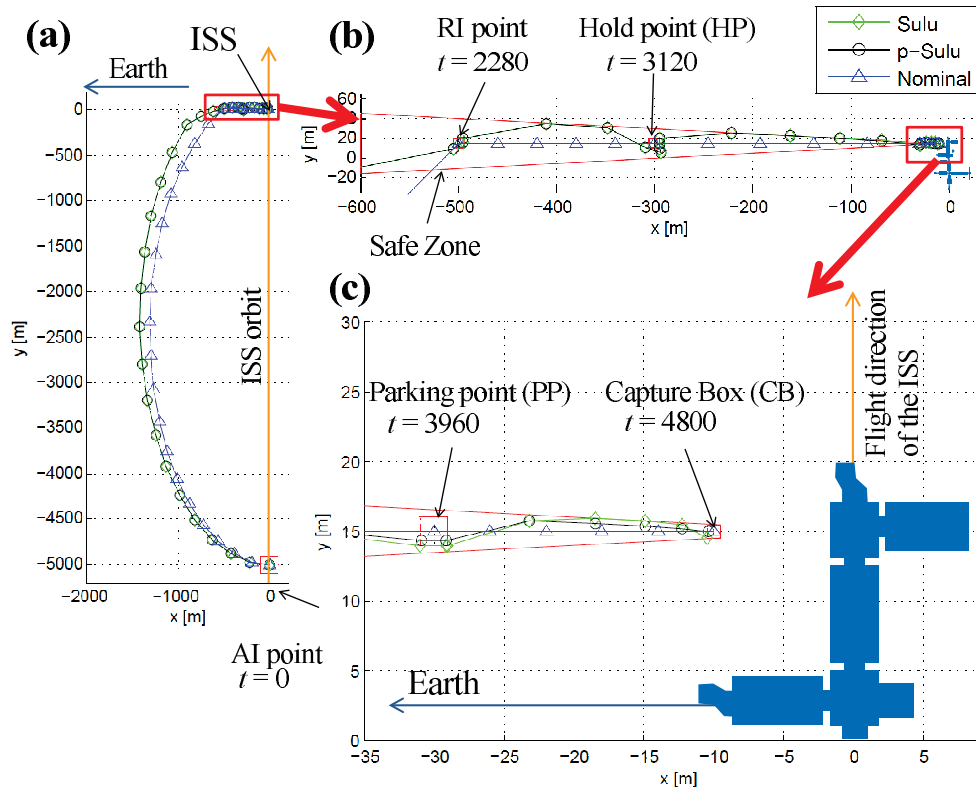 (a)
ISS
Earth
0
−500
−1000
−1500
−2000
−2500
−3000
−3500
−4000
−4500
−5000
y [m]
ISS orbit
−2000
−1000
0
x [m]
AI point
t = 0
(b)
RI point
t = 2280
Hold point (HP)
t = 3120
Sulu
p−Sulu
Nominal
60
40
20
0
−20
y [m]
−600
−500
−400
−300
−200
−100
0
x [m]
Safe Zone
(c)
30
25
20
15
10
5
0
y [m]
Parking point (PP)
t = 3960
Capture Box (CB)
t = 4800
Flight direction
of the ISS
Earth
−35
−30
−25
−20
−15
−10
−5
0
5
x [m]